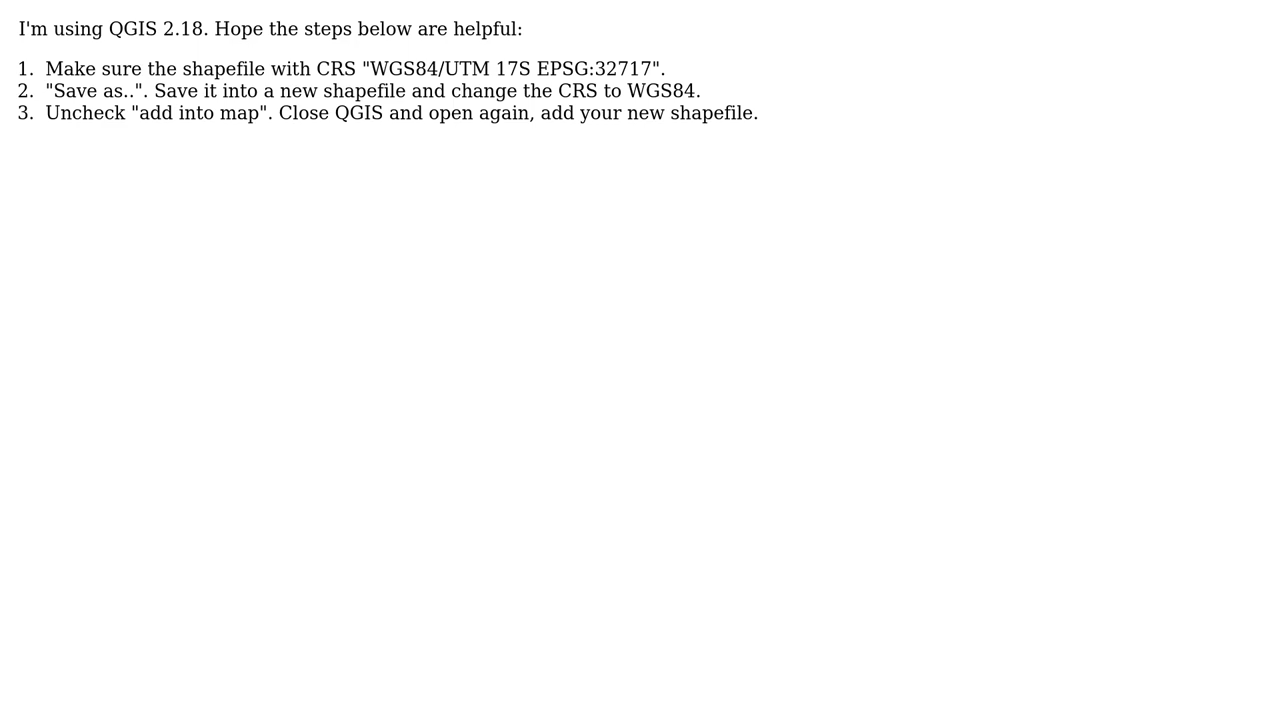 I'm using QGIS 2.18. Hope the steps below are helpful:
1. Make sure the shapefile with CRS "WGS84/UTM 17S EPSG:32717".
2. "Save as..". Save it into a new shapefile and change the CRS to WGS84.
3. Uncheck "add into map". Close QGIS and open again, add your new shapefile.